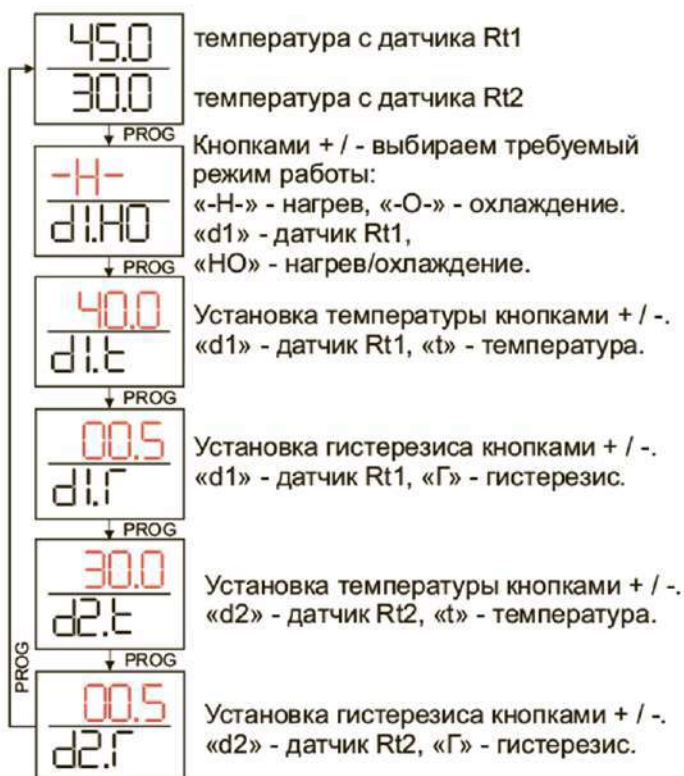 45.0
температура с датчика Rt1
30.0
температура с датчика Rt2
PROG
-H-
d1.HO
Кнопками + / - выбираем требуемый
режим работы:
«-Н-» - нагрев, «-О-» - охлаждение.
«d1» - датчик Rt1,
«НО» - нагрев/охлаждение.
PROG
40.0
d1.t
Установка температуры кнопками + / -.
«d1» - датчик Rt1, «t» - температура.
PROG
00.5
d1.Г
Установка гистерезиса кнопками + / -.
«d1» - датчик Rt1, «Г» - гистерезис.
PROG
30.0
d2.t
Установка температуры кнопками + / -.
«d2» - датчик Rt2, «t» - температура.
PROG
PROG
00.5
d2.Г
Установка гистерезиса кнопками + / -.
«d2» - датчик Rt2, «Г» - гистерезис.